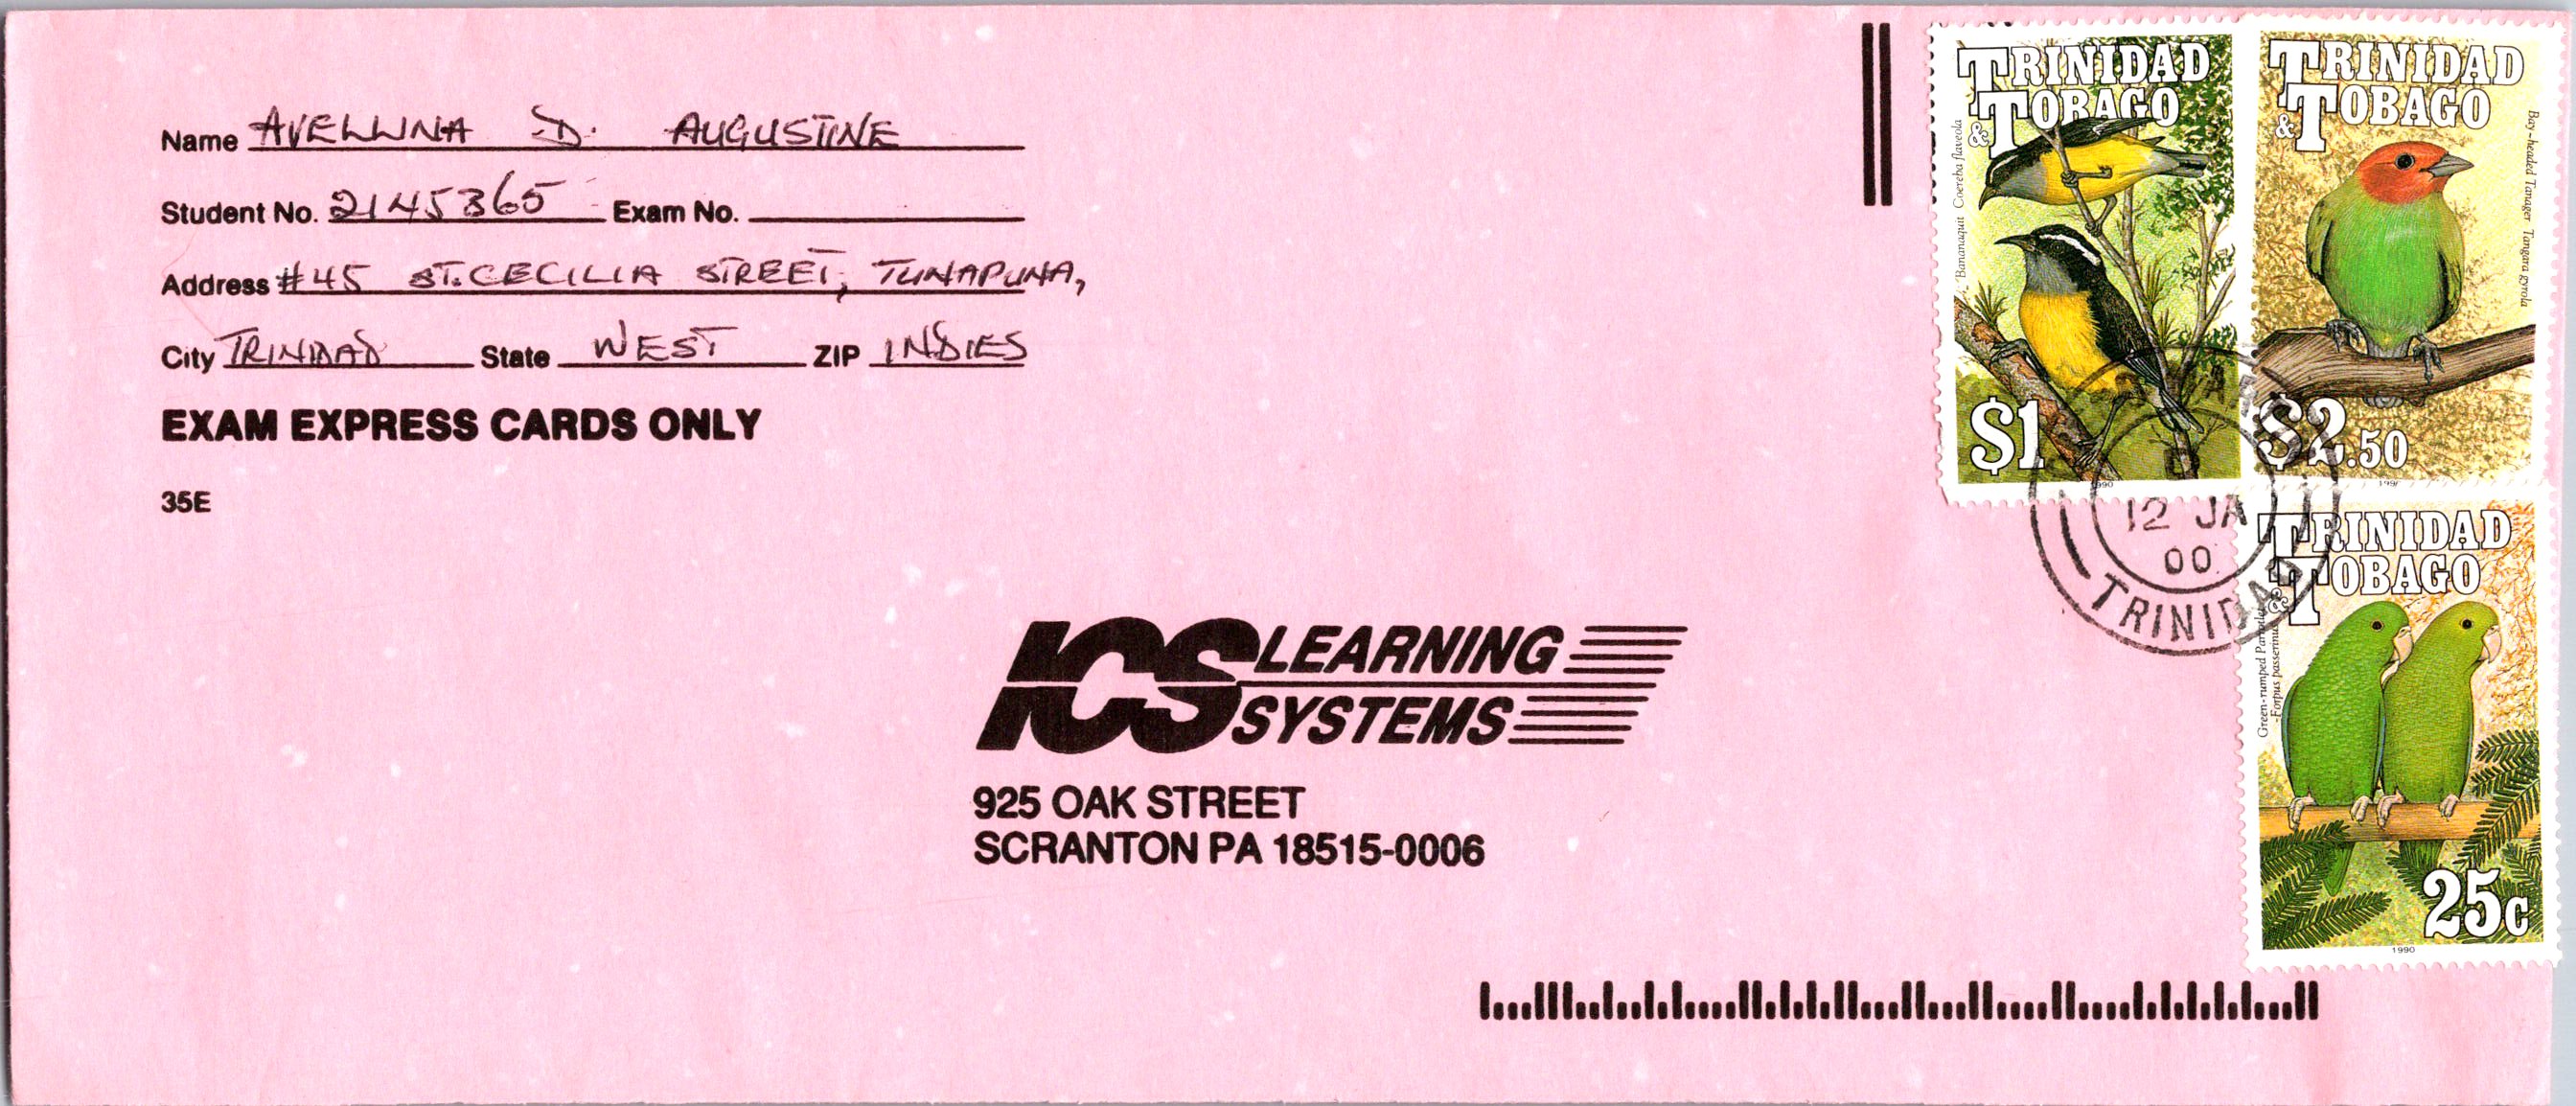 Name AVELLINA D. AUGUSTINE
Student No. 2145365 Exam No.
Address #45 ST. CECILIA STREET, TUNAPUNA,
City TRINIDAD State WEST ZIP INDIES
EXAM EXPRESS CARDS ONLY
35E
ICS LEARNING
SYSTEMS
925 OAK STREET
SCRANTON PA 18515-0006
TRINIDAD
& TOBAGO
Bananaquit Coereba flaveola
$1
1990
TRINIDAD
& TOBAGO
Bay-headed Tanager Tangara gyrola
$2.50
12 JA
00
TRINIDAD
TRINIDAD
& TOBAGO
Green-rumped
Forpus passerinus
25c
1990